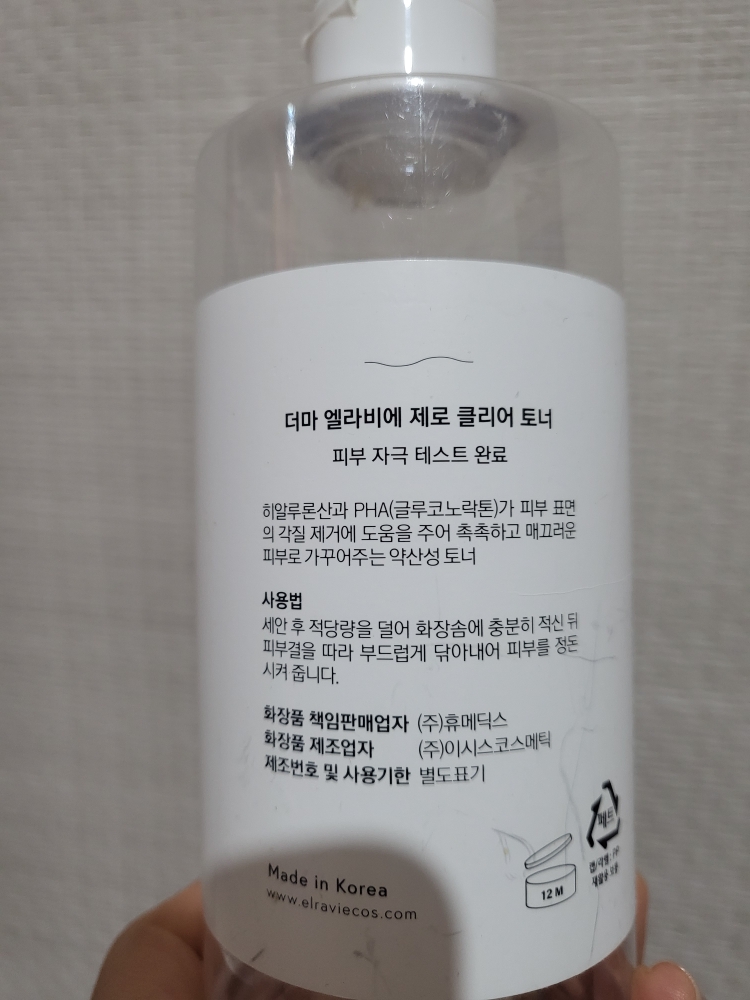 더마 엘라비에 제로 클리어 토너
피부 자극 테스트 완료
히알루론산과 PHA(글루코노락톤)가 피부 표면
의 각질 제거에 도움을 주어 촉촉하고 매끄러운
피부로 가꾸어주는 약산성 토너
사용법
세안 후 적당량을 덜어 화장솜에 충분히 적신 뒤
피부결을 따라 부드럽게 닦아내어 피부를 정돈
시켜 줍니다.
화장품 책임판매업자 (주)휴메딕스
화장품 제조업자 (주)이시스코스메틱
제조번호 및 사용기한 별도표기
페트
12 M
Made in Korea
www.elraviecos.com